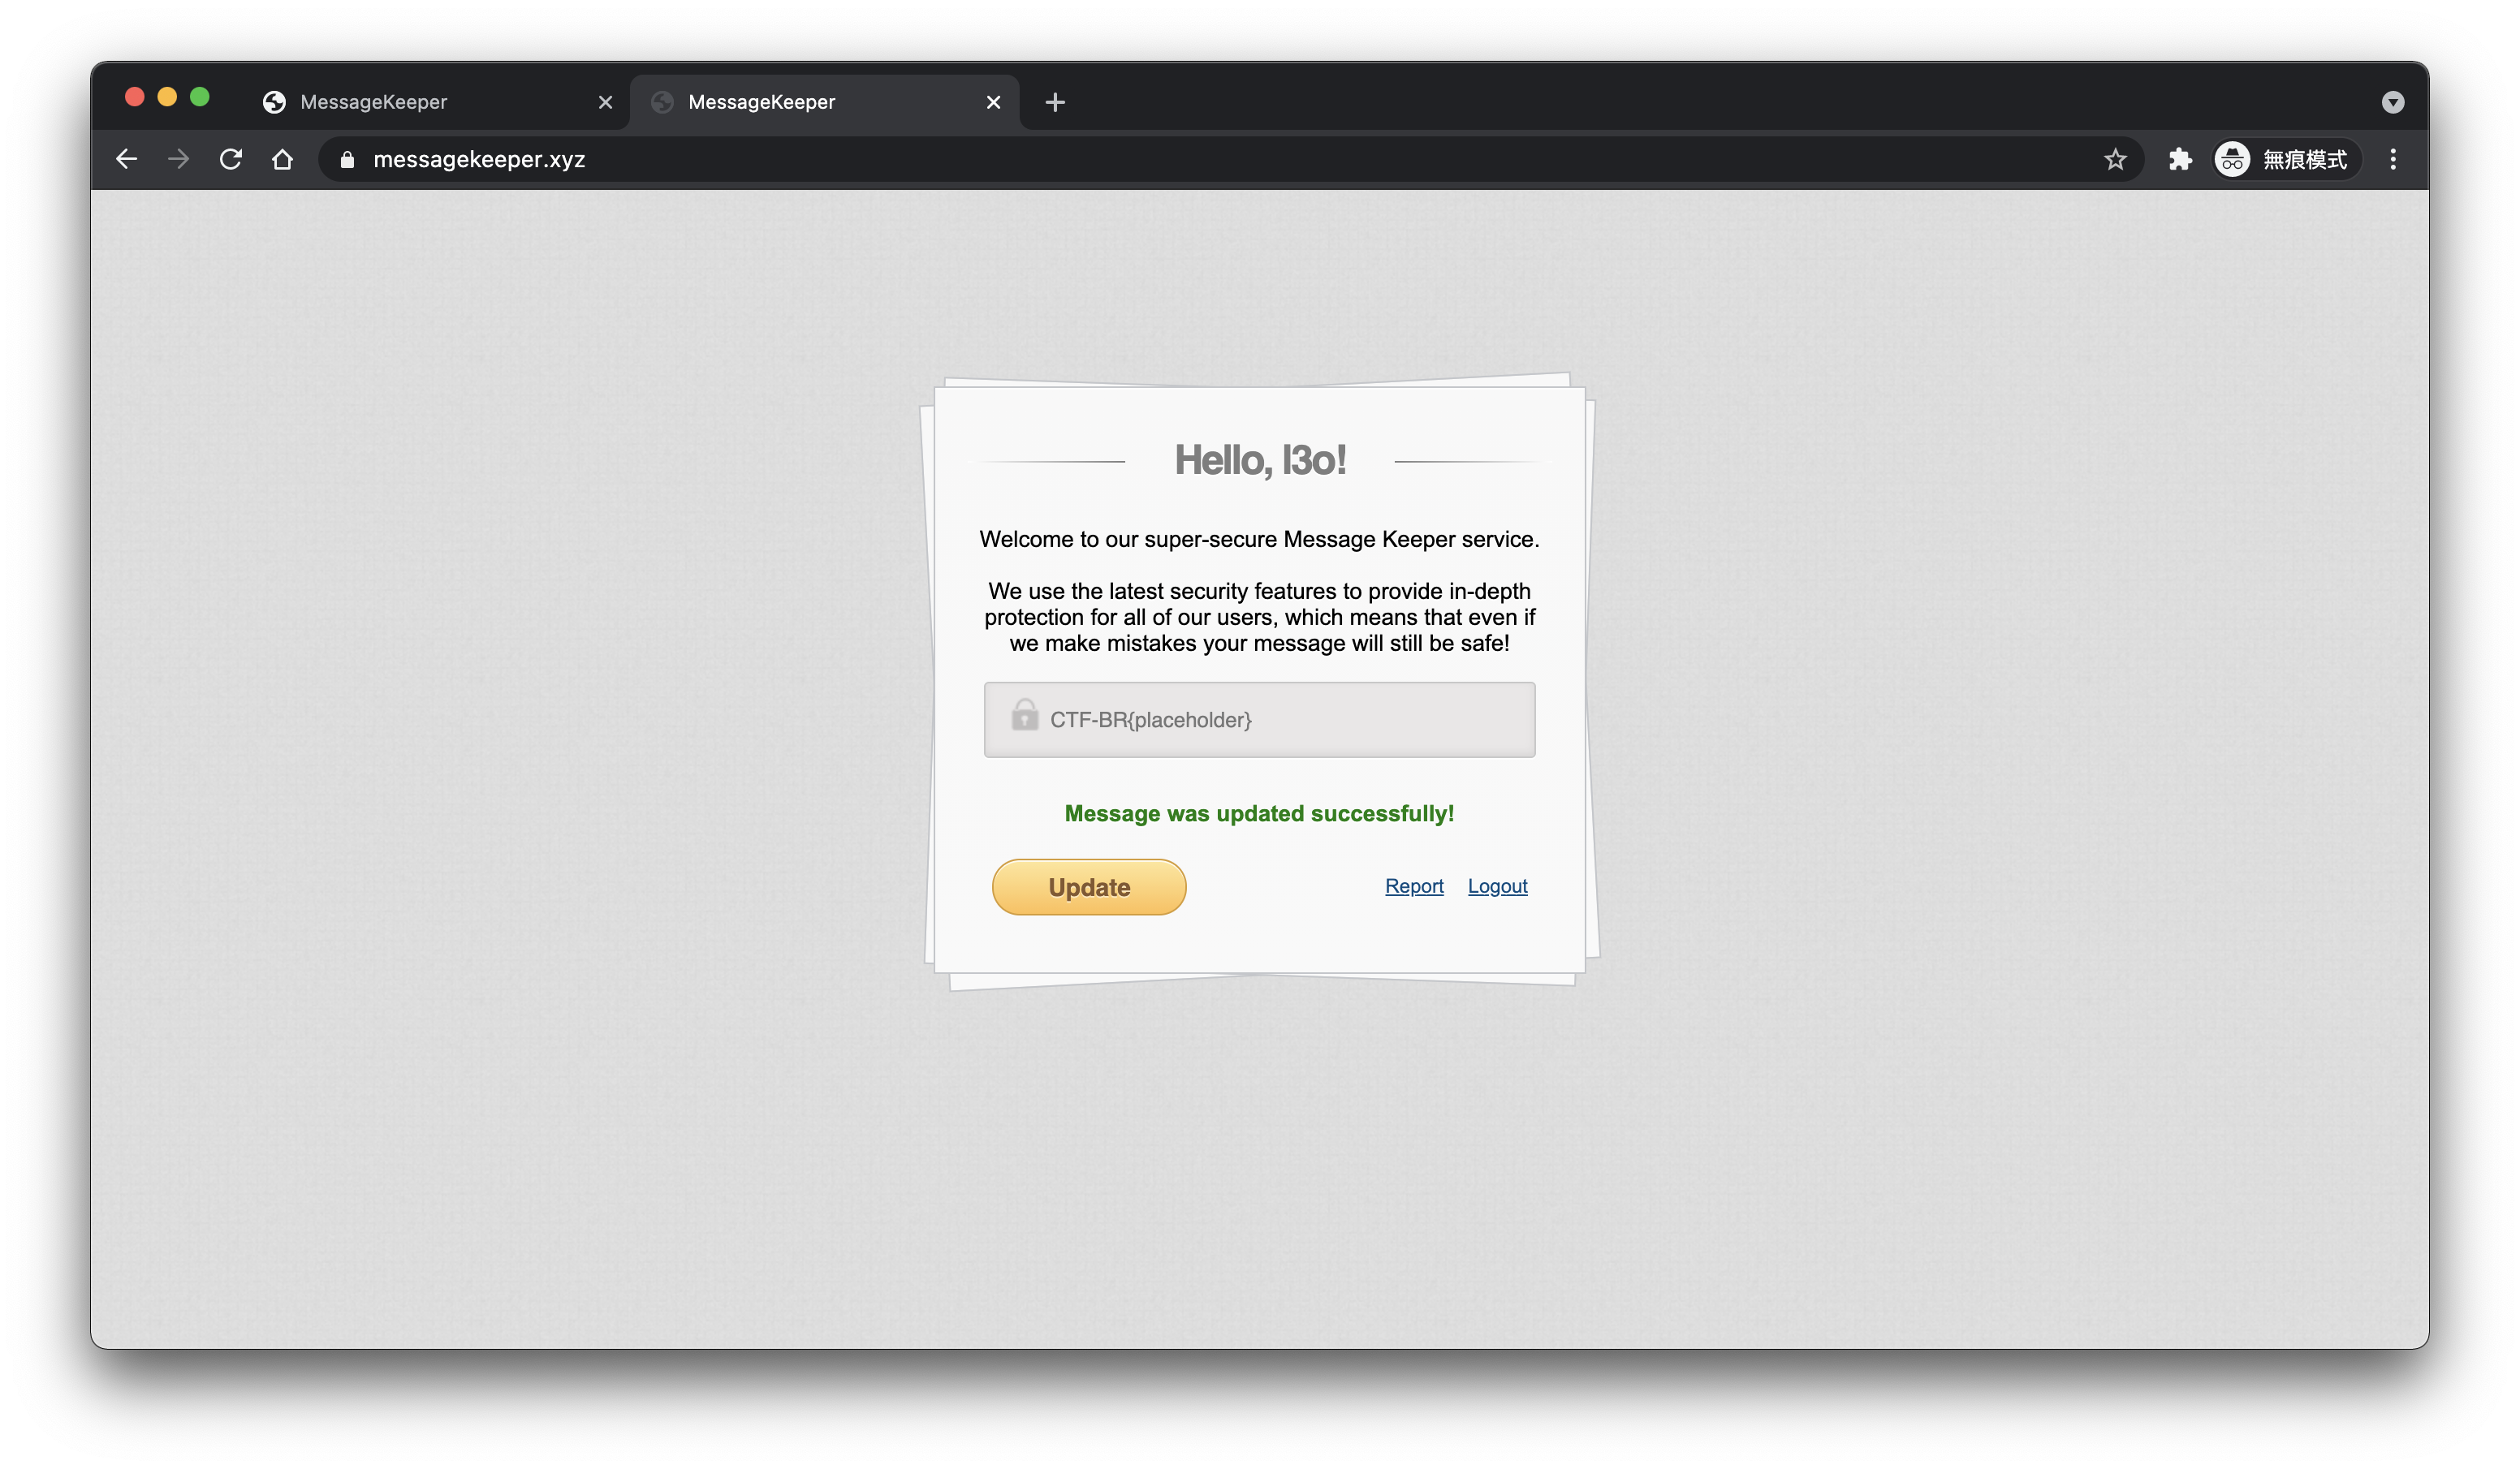 MessageKeeper
MessageKeeper
messagekeeper.xyz
無痕模式
Hello, l3o!
Welcome to our super-secure Message Keeper service.
We use the latest security features to provide in-depth
protection for all of our users, which means that even if
we make mistakes your message will still be safe!
CTF-BR{placeholder}
Message was updated successfully!
Update
Report
Logout